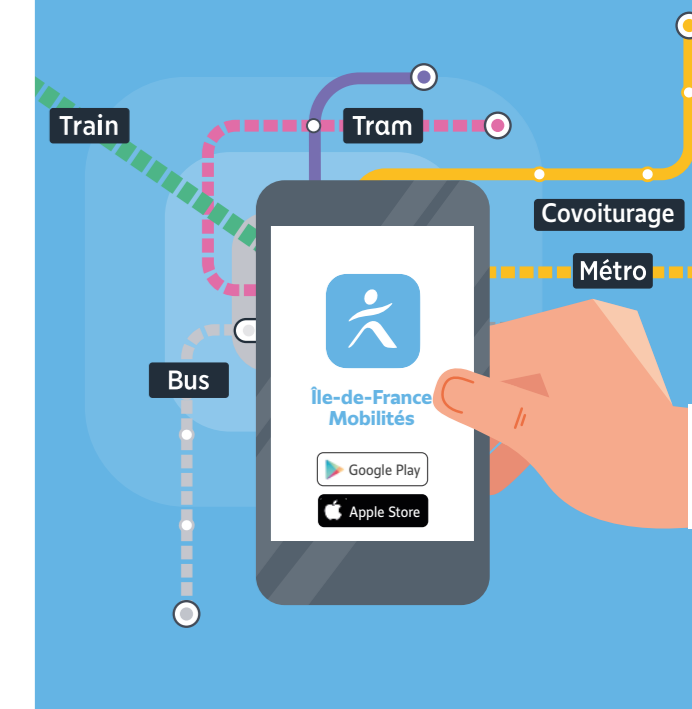 Train
Tram
Covoiturage
Métro
Bus
Île-de-France
Mobilités
Google Play
Apple Store